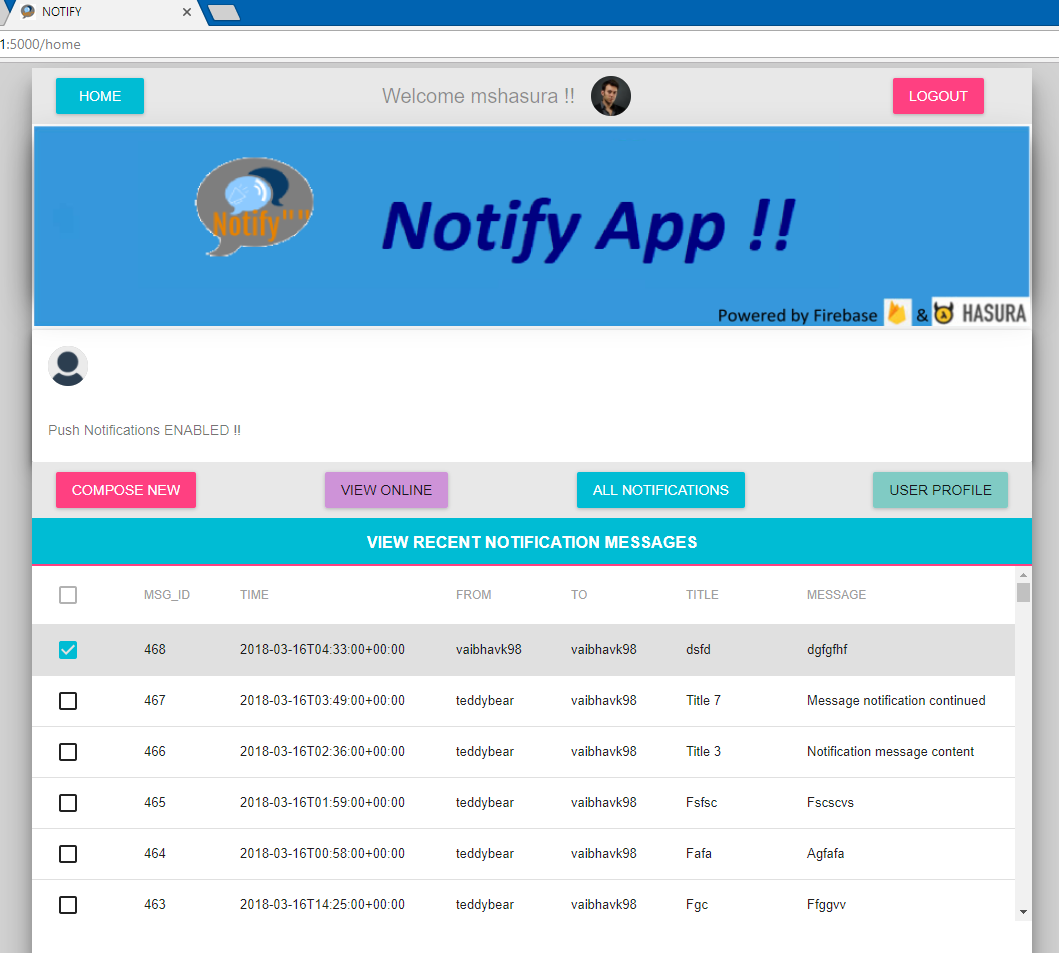 NOTIFY
1:5000/home
HOME
Welcome mshasura !!
LOGOUT
Notify""
Notify App !!
Powered by Firebase & HASURA
Push Notifications ENABLED !!
COMPOSE NEW VIEW ONLINE ALL NOTIFICATIONS USER PROFILE
VIEW RECENT NOTIFICATION MESSAGES
MSG_ID TIME FROM TO TITLE MESSAGE
468 2018-03-16T04:33:00+00:00 vaibhavk98 vaibhavk98 dsfd dgfgfhf
467 2018-03-16T03:49:00+00:00 teddybear vaibhavk98 Title 7 Message notification continued
466 2018-03-16T02:36:00+00:00 teddybear vaibhavk98 Title 3 Notification message content
465 2018-03-16T01:59:00+00:00 teddybear vaibhavk98 Fsfsc Fscscvs
464 2018-03-16T00:58:00+00:00 teddybear vaibhavk98 Fafa Agfafa
463 2018-03-16T14:25:00+00:00 teddybear vaibhavk98 Fgc Ffggvv